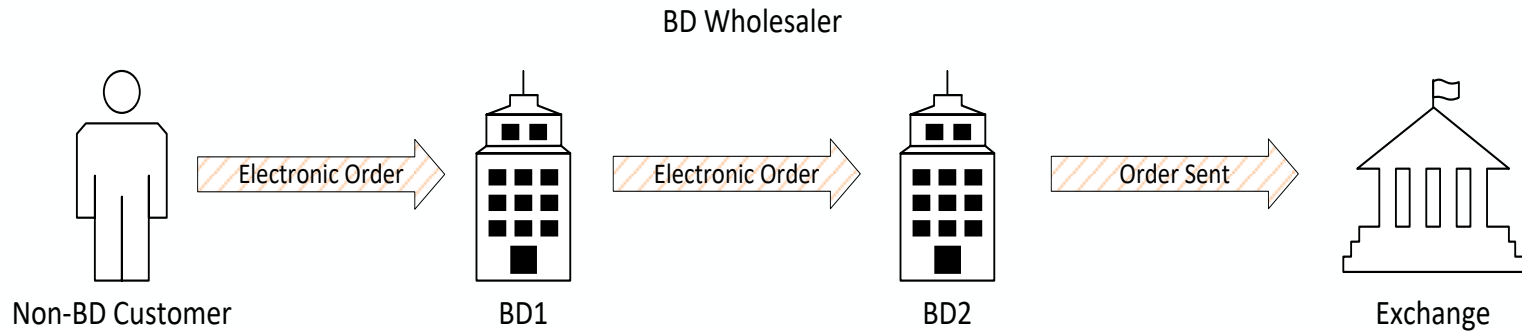 BD Wholesaler
Electronic Order
Electronic Order
Order Sent
Non-BD Customer
BD1
BD2
Exchange